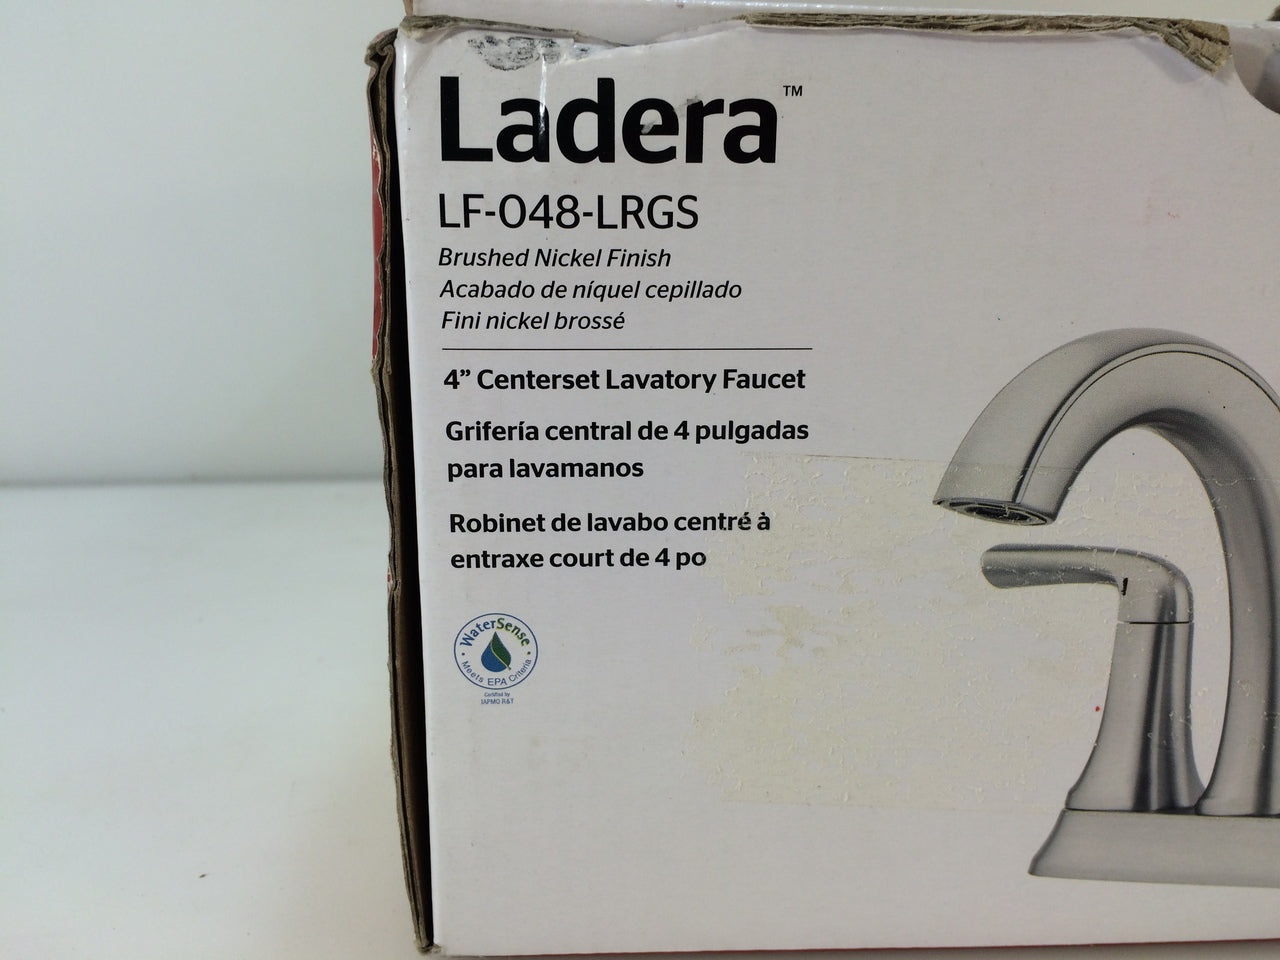 Ladera™
LF-048-LRGS
Brushed Nickel Finish
Acabado de níquel cepillado
Fini nickel brossé
4” Centerset Lavatory Faucet
Grifería central de 4 pulgadas
para lavamanos
Robinet de lavabo centré à
entraxe court de 4 po
WaterSense
Meets EPA Criteria
Certified by
IAPMO R&T